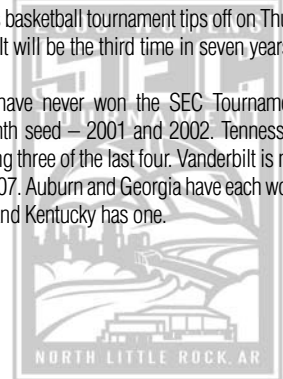 s basketball tournament tips off on Thu
It will be the third time in seven years
have never won the SEC Tourname
nth seed – 2001 and 2002. Tenness
ng three of the last four. Vanderbilt is n
07. Auburn and Georgia have each wo
and Kentucky has one.
SEC
TOURNAMENT
NORTH LITTLE ROCK, AR